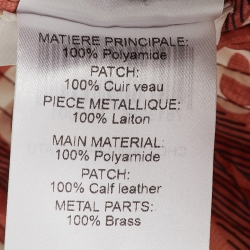 MATIERE PRINCIPALE:
100% Polyamide
PATCH:
100% Cuir veau
PIECE METALLIQUE:
100% Laiton
MAIN MATERIAL:
100% Polyamide
PATCH:
100% Calf leather
METAL PARTS:
100% Brass